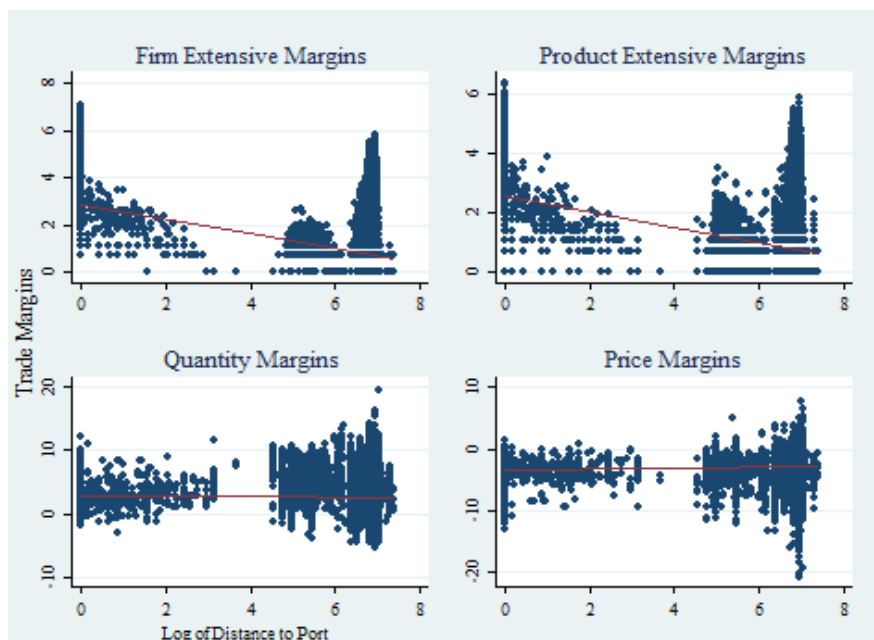 Firm Extensive Margins
Product Extensive Margins
8
6
4
2
0
0 2 4 6 8
6
4
2
0
0 2 4 6 8
Trade Margins
Quantity Margins
Price Margins
20
10
0
-10
0 2 4 6 8
10
0
-10
-20
0 2 4 6 8
Log of Distance to Port